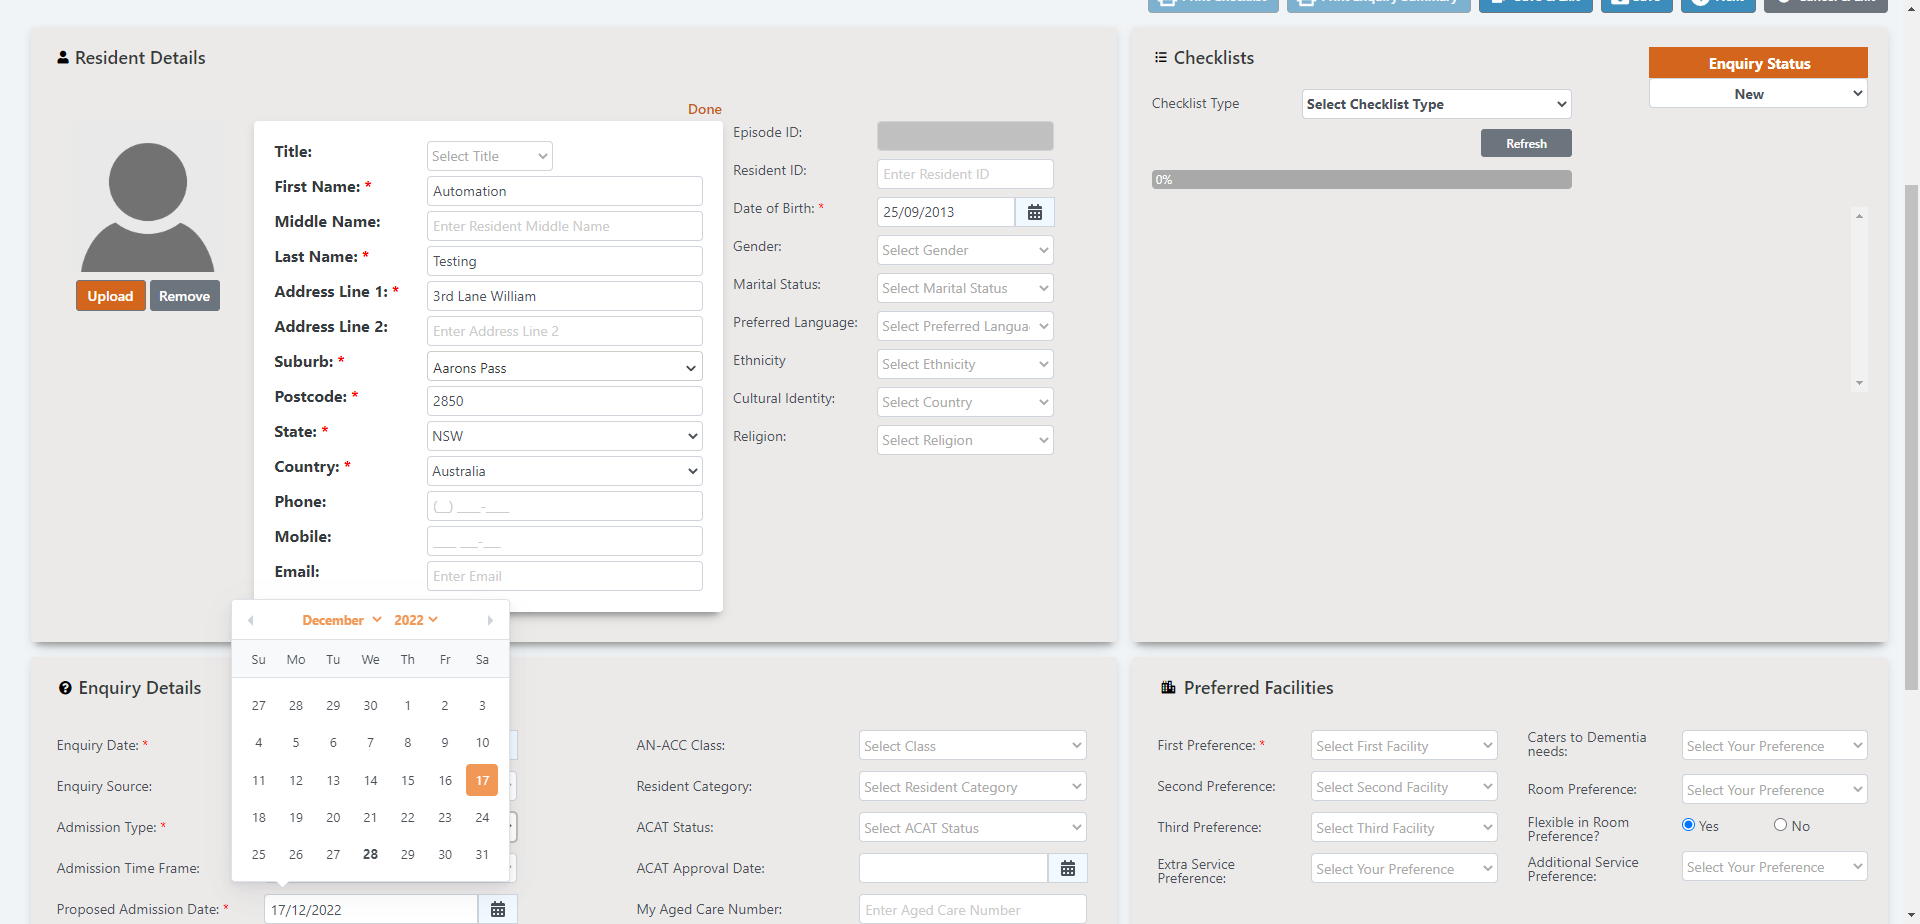 Resident Details
Done
Title:
Select Title
First Name: *
Automation
Middle Name:
Enter Resident Middle Name
Last Name: *
Testing
Address Line 1: *
3rd Lane William
Address Line 2:
Enter Address Line 2
Suburb: *
Aarons Pass
Postcode: *
2850
State: *
NSW
Country: *
Australia
Phone:
(__) ____-____
Mobile:
____ ___-___
Email:
Enter Email
Upload
Remove
Episode ID:
Resident ID:
Enter Resident ID
Date of Birth: *
25/09/2013
Gender:
Select Gender
Marital Status:
Select Marital Status
Preferred Language:
Select Preferred Langua
Ethnicity
Select Ethnicity
Cultural Identity:
Select Country
Religion:
Select Religion
Checklists
Enquiry Status
New
Checklist Type
Select Checklist Type
Refresh
0%
December 2022
Su Mo Tu We Th Fr Sa
27 28 29 30 1 2 3
4 5 6 7 8 9 10
11 12 13 14 15 16 17
18 19 20 21 22 23 24
25 26 27 28 29 30 31
Enquiry Details
Enquiry Date: *
Enquiry Source:
Admission Type: *
Admission Time Frame:
Proposed Admission Date: *
17/12/2022
AN-ACC Class:
Select Class
Resident Category:
Select Resident Category
ACAT Status:
Select ACAT Status
ACAT Approval Date:
My Aged Care Number:
Enter Aged Care Number
Preferred Facilities
First Preference: *
Select First Facility
Second Preference:
Select Second Facility
Third Preference:
Select Third Facility
Extra Service
Preference:
Select Your Preference
Caters to Dementia
needs:
Select Your Preference
Room Preference:
Select Your Preference
Flexible in Room
Preference?
Yes
No
Additional Service
Preference:
Select Your Preference